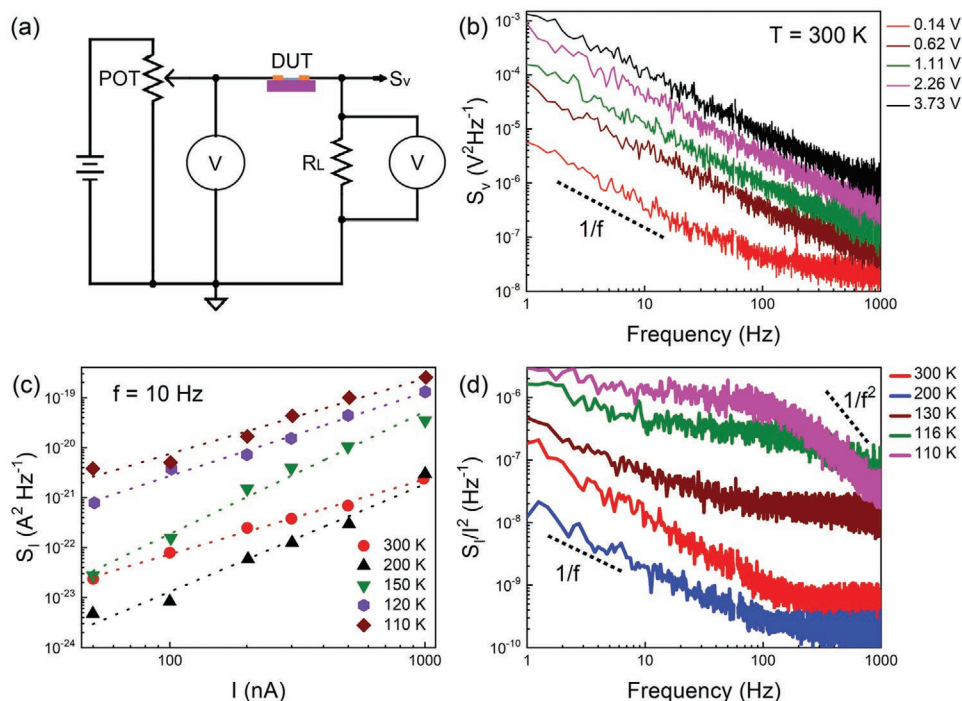 (a)
POT
DUT
Sv
V
RL
V
(b)
T = 300 K
0.14 V
0.62 V
1.11 V
2.26 V
3.73 V
Sv (V²Hz⁻¹)
10⁻³
10⁻⁴
10⁻⁵
10⁻⁶
10⁻⁷
10⁻⁸
1/f
1 10 100 1000
Frequency (Hz)
(c)
f = 10 Hz
SI (A² Hz⁻¹)
10⁻¹⁹
10⁻²⁰
10⁻²¹
10⁻²²
10⁻²³
10⁻²⁴
300 K
200 K
150 K
120 K
110 K
100 1000
I (nA)
(d)
SI/I² (Hz⁻¹)
10⁻⁶
10⁻⁷
10⁻⁸
10⁻⁹
10⁻¹⁰
1/f²
1/f
300 K
200 K
130 K
116 K
110 K
1 10 100 1000
Frequency (Hz)